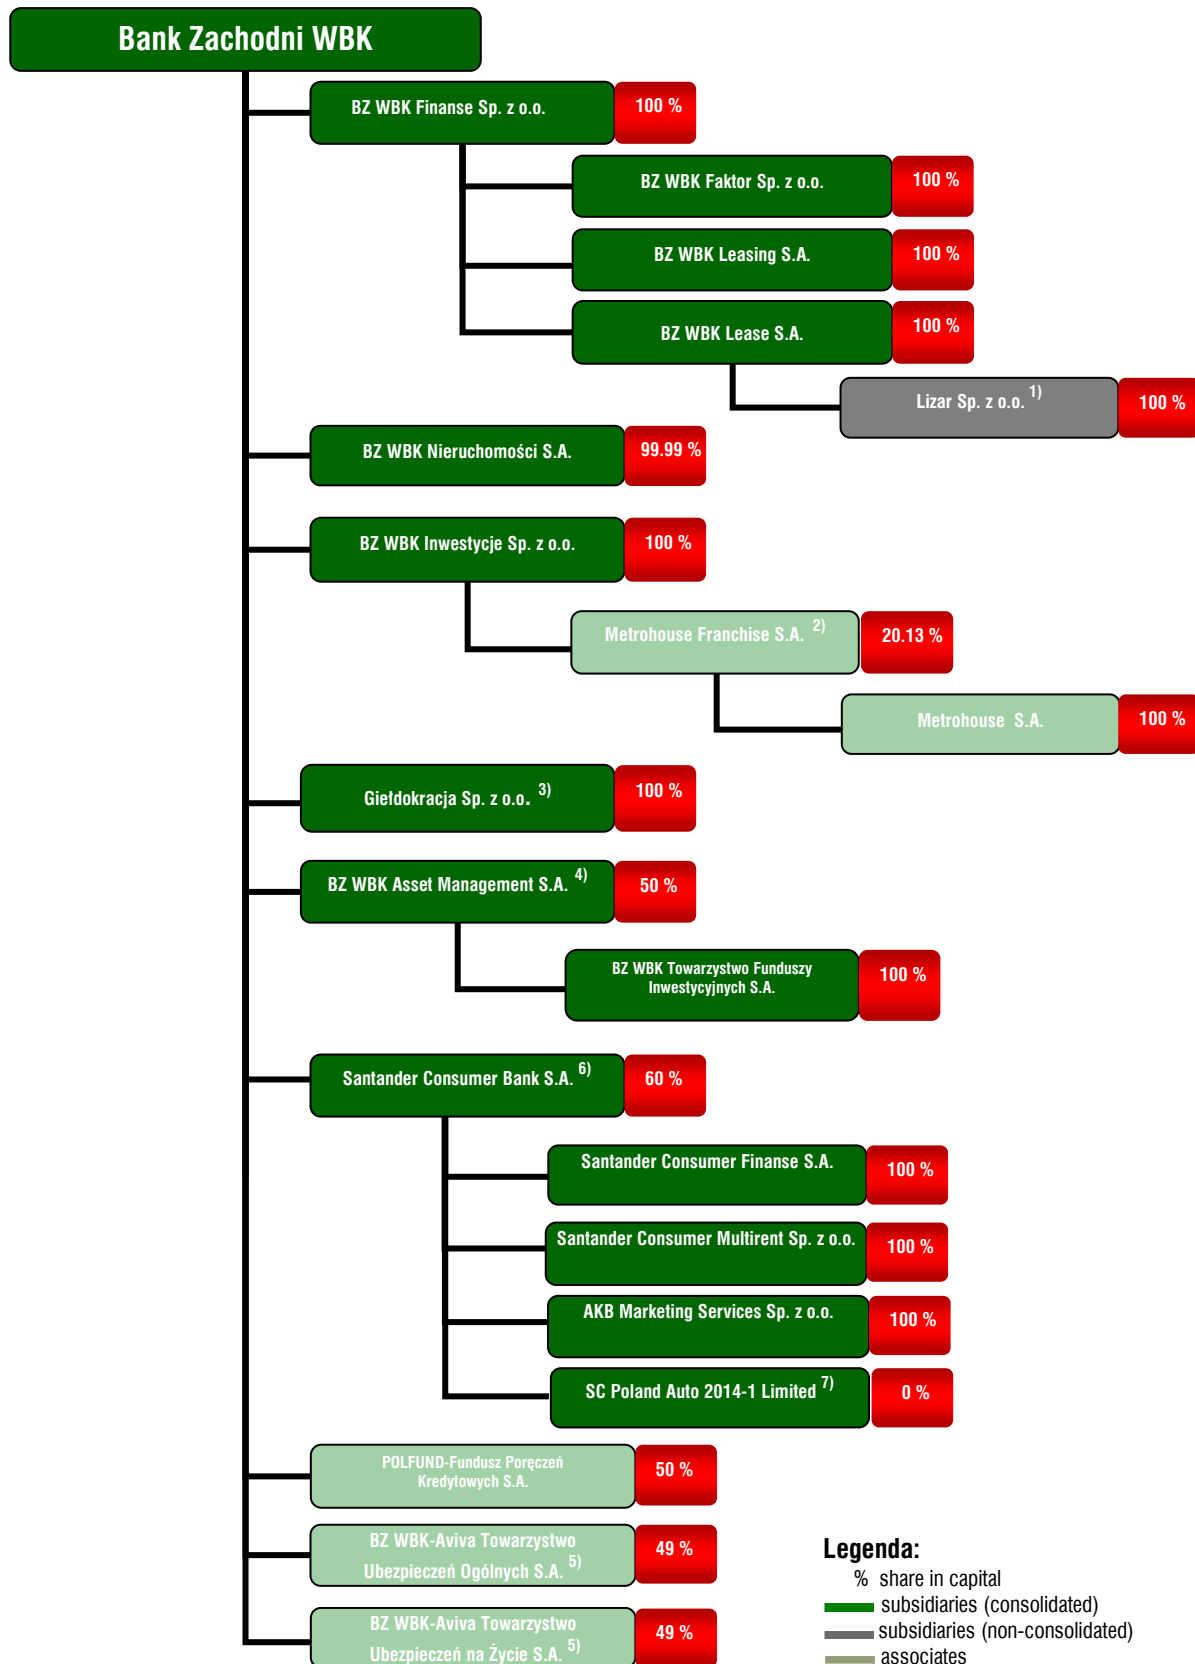 Bank Zachodni WBK
BZ WBK Finanse Sp. z o.o.
100 %
BZ WBK Faktor Sp. z o.o.
100 %
BZ WBK Leasing S.A.
100 %
BZ WBK Lease S.A.
100 %
Lizar Sp. z o.o. 1)
100 %
BZ WBK Nieruchomości S.A.
99.99 %
BZ WBK Inwestycje Sp. z o.o.
100 %
Metrohouse Franchise S.A. 2)
20.13 %
Metrohouse S.A.
100 %
Giełdokracja Sp. z o.o. 3)
100 %
BZ WBK Asset Management S.A. 4)
50 %
BZ WBK Towarzystwo Funduszy
Inwestycyjnych S.A.
100 %
Santander Consumer Bank S.A. 6)
60 %
Santander Consumer Finanse S.A.
100 %
Santander Consumer Multirent Sp. z o.o.
100 %
AKB Marketing Services Sp. z o.o.
100 %
SC Poland Auto 2014-1 Limited 7)
0 %
POLFUND-Fundusz Poręczeń
Kredytowych S.A.
50 %
BZ WBK-Aviva Towarzystwo
Ubezpieczeń Ogólnych S.A. 5)
49 %
BZ WBK-Aviva Towarzystwo
Ubezpieczeń na Życie S.A. 5)
49 %
Legenda:
% share in capital
subsidiaries (consolidated)
subsidiaries (non-consolidated)
associates